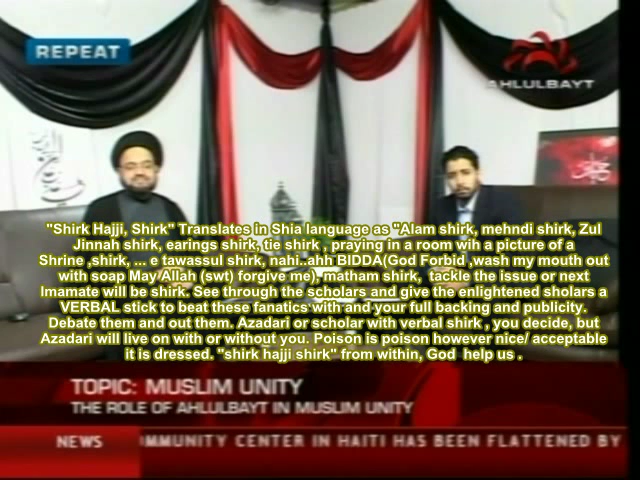 REPEAT
AHLULBAYT
"Shirk Hajji, Shirk" Translates in Shia language as "Alam shirk, mehndi shirk, Zul
Jinnah shirk, earings shirk, tie shirk , praying in a room wih a picture of a
Shrine ,shirk, ... e tawassul shirk, nahi..ahh BIDDA(God Forbid ,wash my mouth out
with soap May Allah (swt) forgive me), matham shirk,  tackle the issue or next
Imamate will be shirk. See through the scholars and give the enlightened sholars a
VERBAL stick to beat these fanatics with and your full backing and publicity.
Debate them and out them. Azadari or scholar with verbal shirk , you decide, but
Azadari will live on with or without you. Poison is poison however nice/ acceptable
it is dressed. "shirk hajji shirk" from within, God  help us .
TOPIC: MUSLIM UNITY
THE ROLE OF AHLULBAYT IN MUSLIM UNITY
NEWS
OMMUNITY CENTER IN HAITI HAS BEEN FLATTENED BY